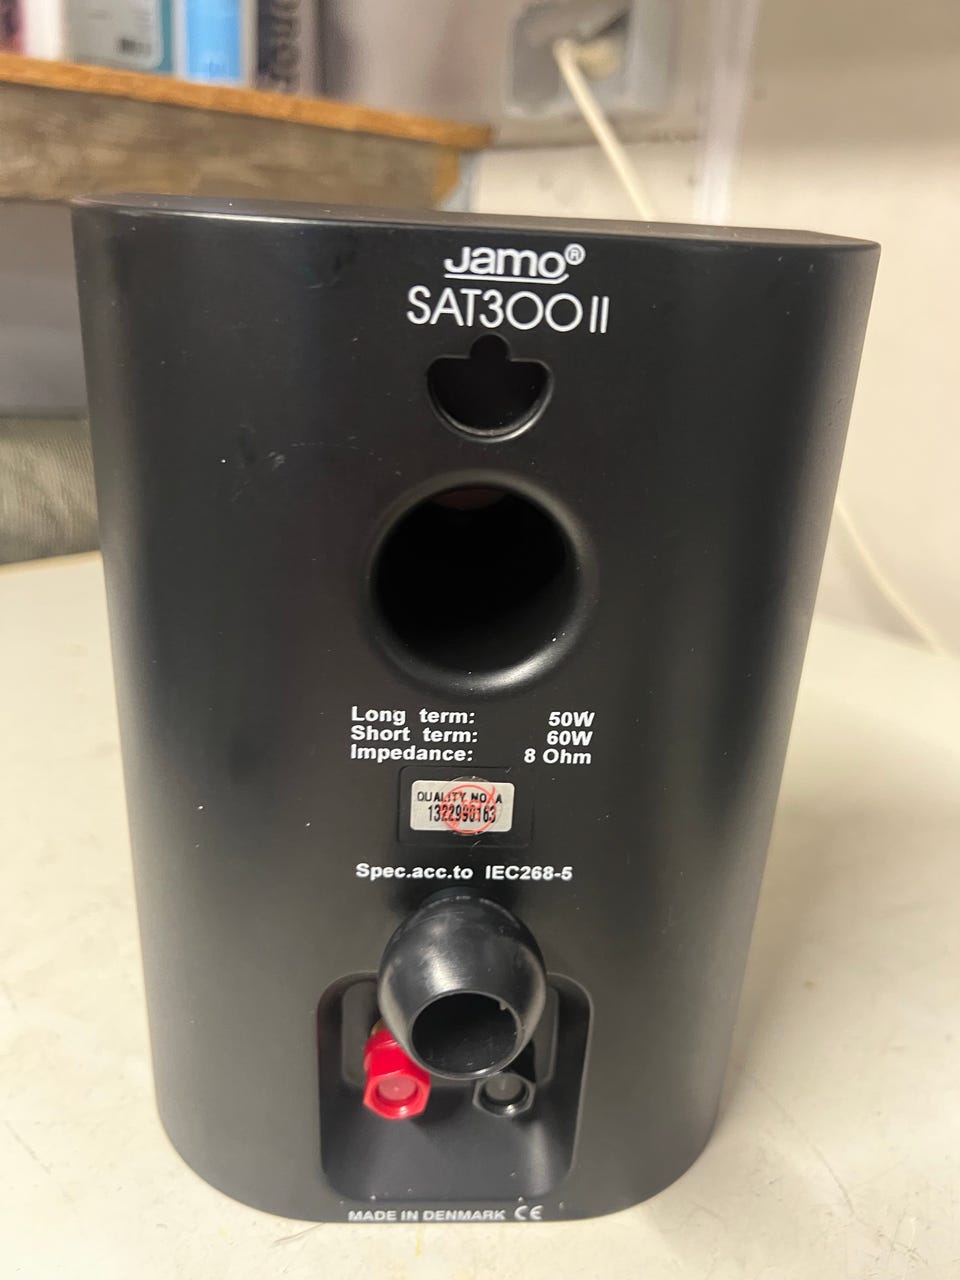 Jamo®
SAT300 II
Long term: 50W
Short term: 60W
Impedance: 8 Ohm
QUALITY NO. A
1322990163
Spec.acc.to IEC268-5
MADE IN DENMARK CE